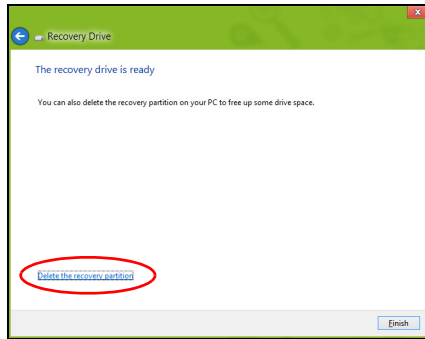 Recovery Drive
The recovery drive is ready
You can also delete the recovery partition on your PC to free up some drive space.
Delete the recovery partition
Finish